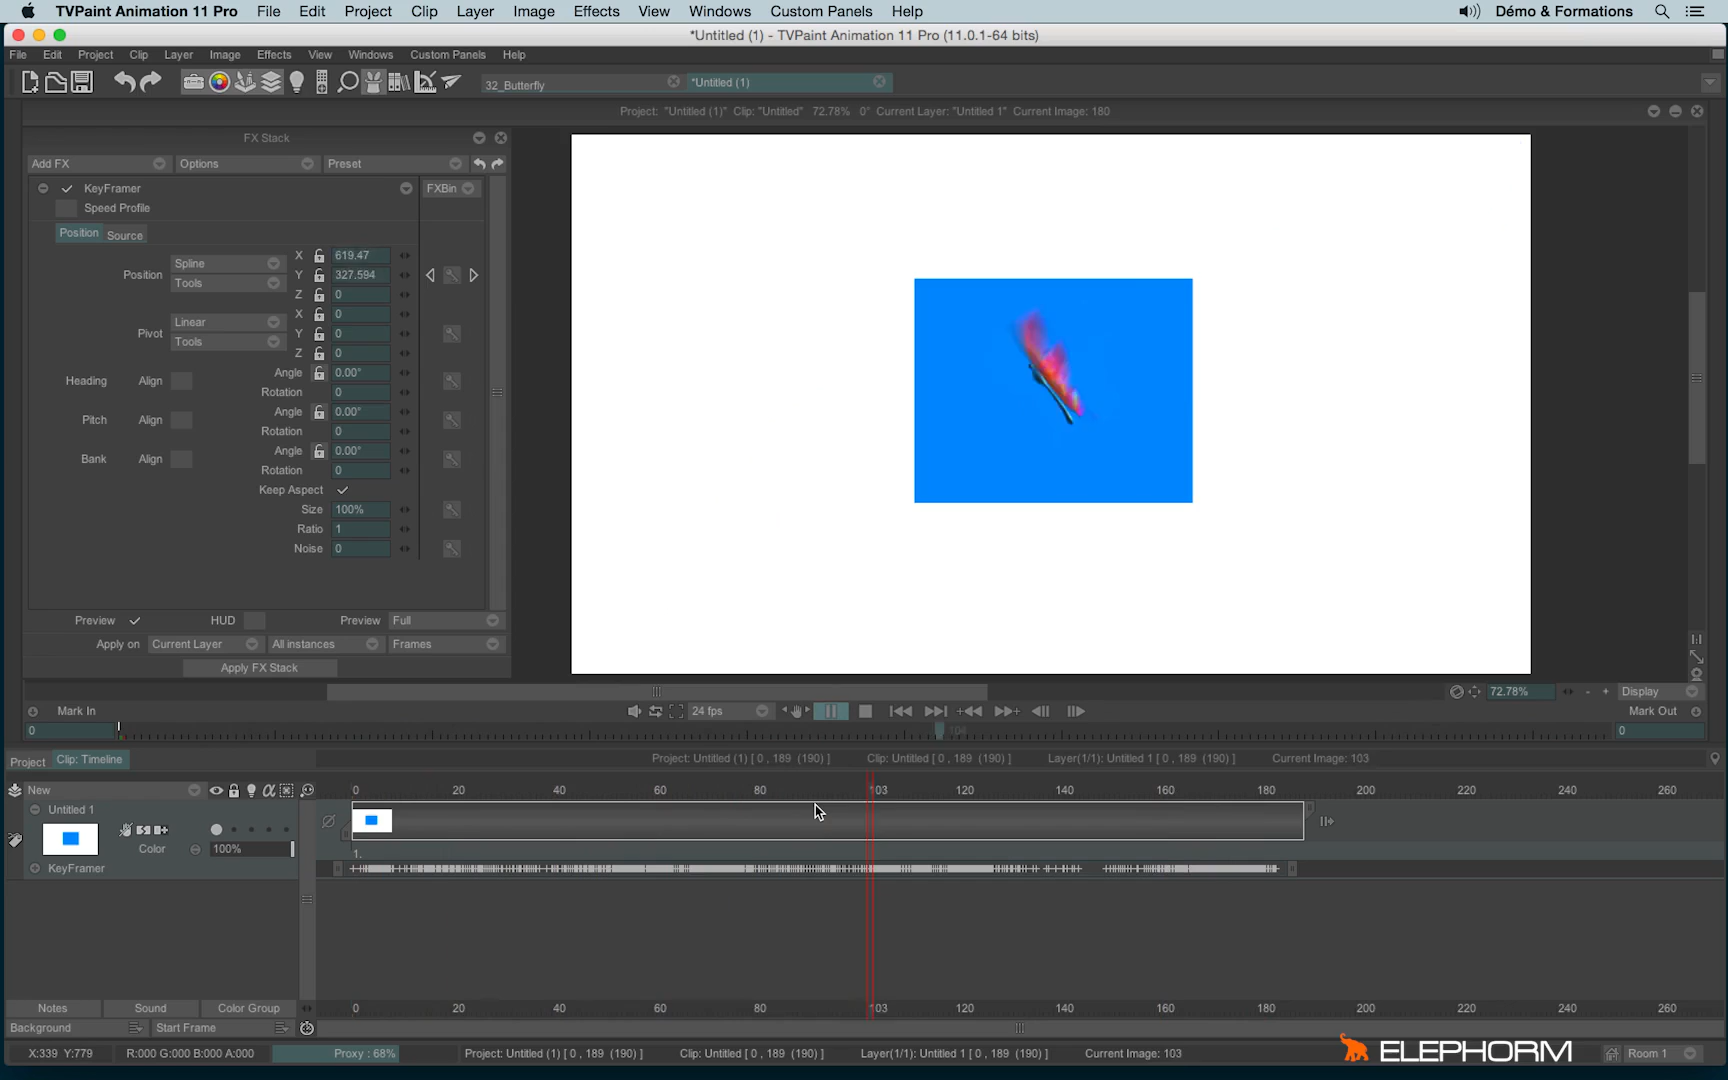 TVPaint Animation 11 Pro File Edit Project Clip Layer Image Effects View Windows Custom Panels Help Démo & Formations
*Untitled (1) - TVPaint Animation 11 Pro (11.0.1-64 bits)
File Edit Project Clip Layer Image Effects View Windows Custom Panels Help
32_Butterfly *Untitled (1)
Project: "Untitled (1)" Clip: "Untitled" 72.78% 0° Current Layer: "Untitled 1" Current Image: 180
FX Stack
Add FX Options Preset
KeyFramer FXBin
Speed Profile
Position Source
X 619.47
Spline
Position Y 327.594
Tools
Z 0
X 0
Linear
Pivot Y 0
Tools
Z 0
Angle 0.00°
Heading Align
Rotation 0
Angle 0.00°
Pitch Align
Rotation 0
Angle 0.00°
Bank Align
Rotation 0
Keep Aspect
Size 100%
Ratio 1
Noise 0
Preview HUD Preview Full
Apply on Current Layer All instances Frames
Apply FX Stack
72.78% - + Display
Mark In 24 fps Mark Out
0 104 0
Project Clip: Timeline Project: Untitled (1) [ 0 , 189 (190) ] Clip: Untitled [ 0 , 189 (190) ] Layer(1/1): Untitled 1 [ 0 , 189 (190) ] Current Image: 103
New 0 20 40 60 80 103 120 140 160 180 200 220 240 260
Untitled 1
Color 100%
1.
KeyFramer
Notes Sound Color Group 0 20 40 60 80 103 120 140 160 180 200 220 240 260
Background Start Frame
X:339 Y:779 R:000 G:000 B:000 A:000 Proxy : 68% Project: Untitled (1) [ 0 , 189 (190) ] Clip: Untitled [ 0 , 189 (190) ] Layer(1/1): Untitled 1 [ 0 , 189 (190) ] Current Image: 103 ELEPHORM Room 1